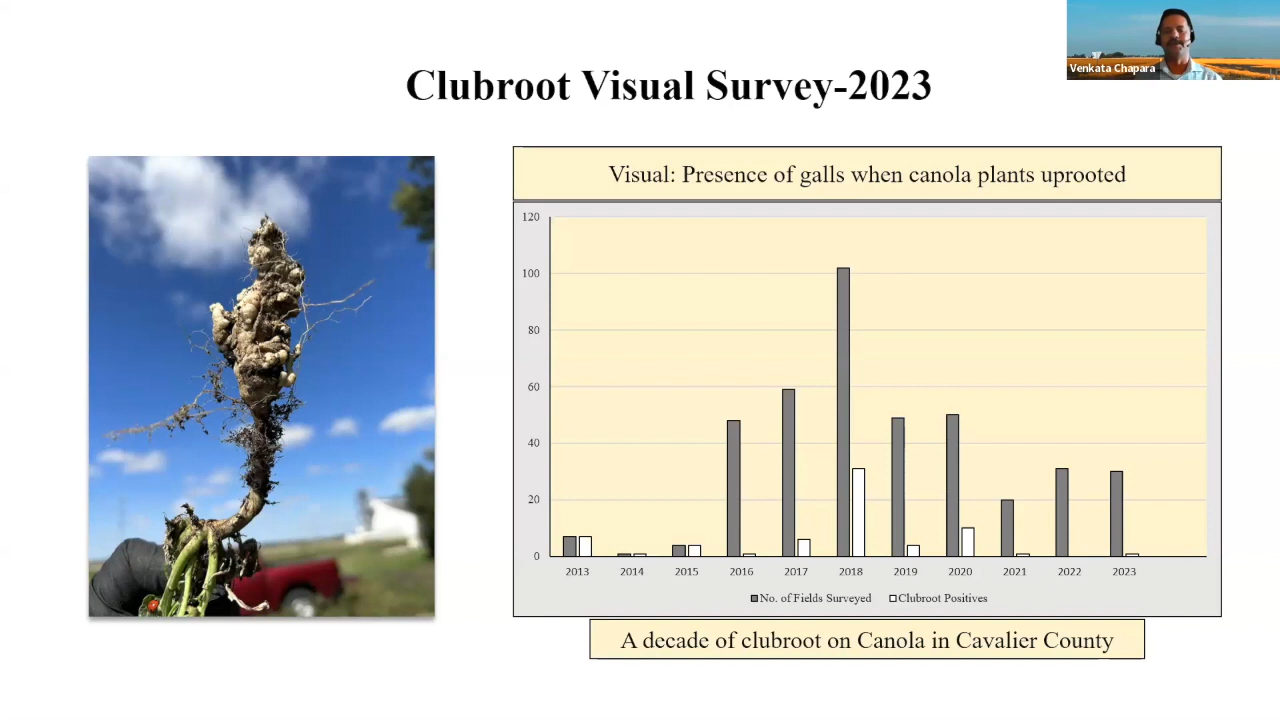 Venkata Chapara
Clubroot Visual Survey-2023
Visual: Presence of galls when canola plants uprooted
120
100
80
60
40
20
0
2013 2014 2015 2016 2017 2018 2019 2020 2021 2022 2023
No. of Fields Surveyed Clubroot Positives
A decade of clubroot on Canola in Cavalier County